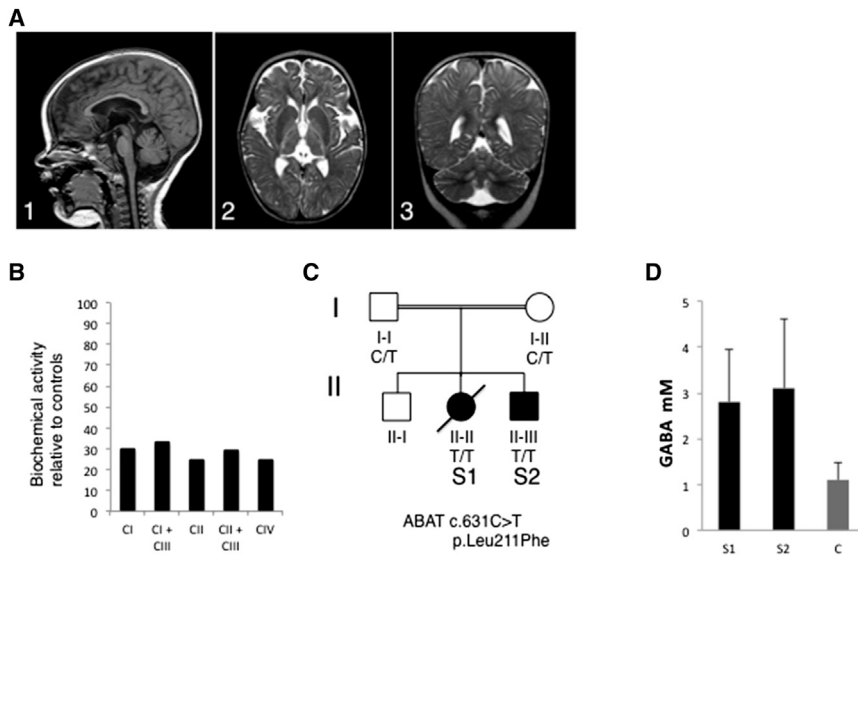 A
1
2
3
B
Biochemical activity
relative to controls
100
90
80
70
60
50
40
30
20
10
0
CI
CI +
CIII
CII
CII +
CIII
CIV
C
I
I-I
C/T
I-II
C/T
II
II-I
II-II
T/T
S1
II-III
T/T
S2
ABAT c.631C>T
p.Leu211Phe
D
GABA mM
5
4
3
2
1
0
S1
S2
C